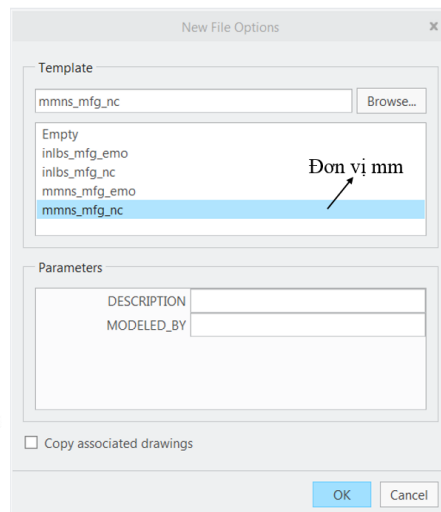 New File Options
Template
mmns_mfg_nc
Browse...
Empty
inlbs_mfg_emo
inlbs_mfg_nc
mmns_mfg_emo
mmns_mfg_nc
Đơn vị mm
Parameters
DESCRIPTION
MODELED_BY
Copy associated drawings
OK Cancel